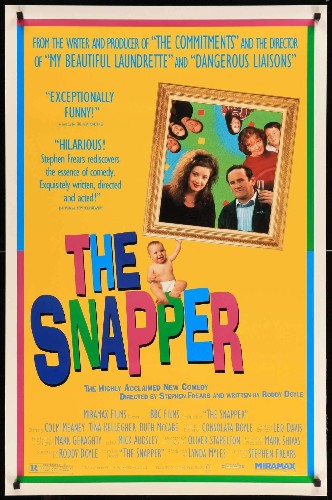 FROM THE WRITER AND PRODUCER OF "THE COMMITMENTS" AND THE DIRECTOR
OF "MY BEAUTIFUL LAUNDRETTE" AND "DANGEROUS LIAISONS"
"EXCEPTIONALLY
FUNNY!"
"HILARIOUS!
Stephen Frears rediscovers
the essence of comedy.
Exquisitely written, directed
and acted!"
THE
SNAPPER
THE HIGHLY ACCLAIMED NEW COMEDY
DIRECTED BY STEPHEN FREARS AND WRITTEN BY RODDY DOYLE
MIRAMAX FILMS BBC FILMS "THE SNAPPER"
COLM MEANEY TINA KELLEGHER RUTH MCCABE CONSOLATA BOYLE LEO DAVIS
MARK GERAGHTY MICK AUDSLEY OLIVER STAPLETON MARK SHIVAS
RODDY DOYLE LYNDA MYLES STEPHEN FREARS
R
MIRAMAX